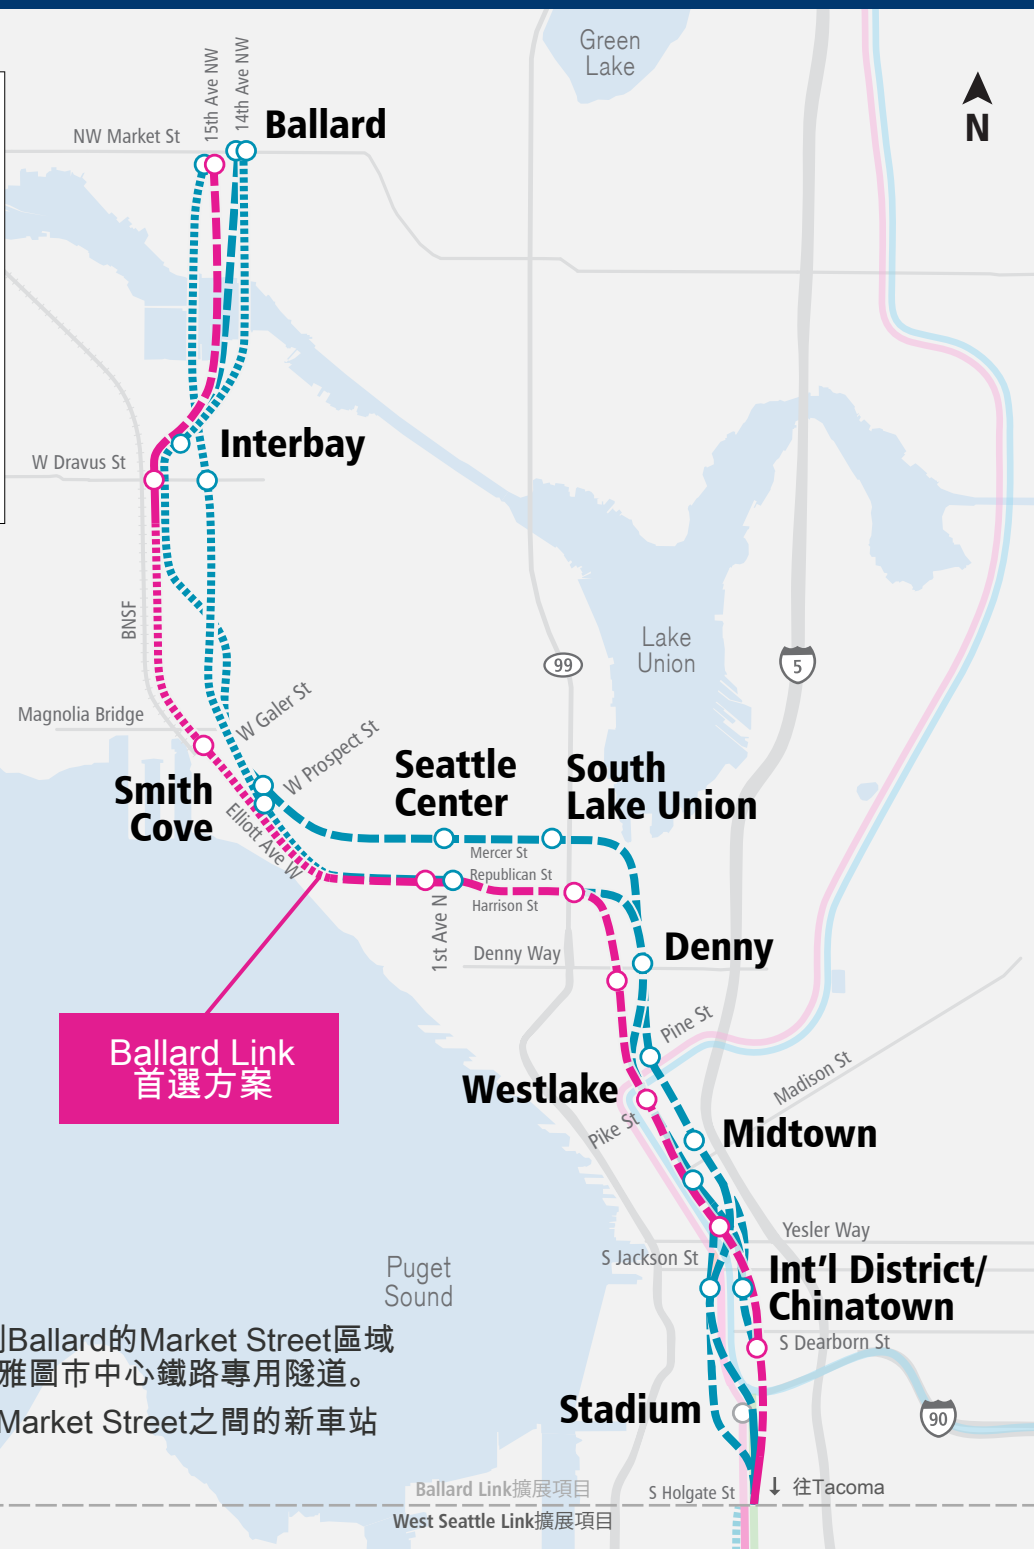 Green
Lake
15th Ave NW
14th Ave NW
N
Ballard
NW Market St
Interbay
W Dravus St
BNSF
Lake
Union
99
5
W Galer St
Magnolia Bridge
W Prospect St
Seattle
Center
South
Lake Union
Smith
Cove
Elliott Ave W
Mercer St
Republican St
Harrison St
1st Ave N
Denny Way
Denny
Pine St
Ballard Link
首選方案
Madison St
Westlake
Pike St
Midtown
Yesler Way
S Jackson St
Puget
Sound
Int'l District/
Chinatown
S Dearborn St
Ballard的Market Street區域
雅圖市中心鐵路專用隧道。
Market Street之間的新車站
Stadium
90
Ballard Link擴展項目
S Holgate St
↓ 往Tacoma
West Seattle Link擴展項目